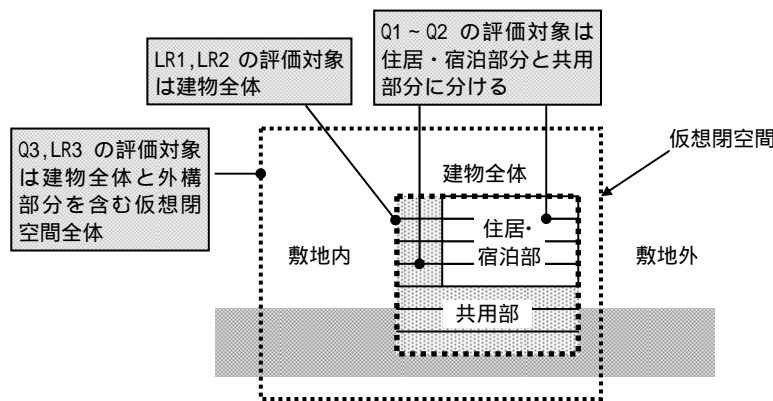 Q1～Q2 の評価対象は
住居・宿泊部分と共用
部分に分ける
LR1,LR2 の評価対象
は建物全体
Q3,LR3 の評価対象
は建物全体と外構
部分を含む仮想閉
空間全体
仮想閉空間
建物全体
住居・
宿泊部
敷地内
敷地外
共用部